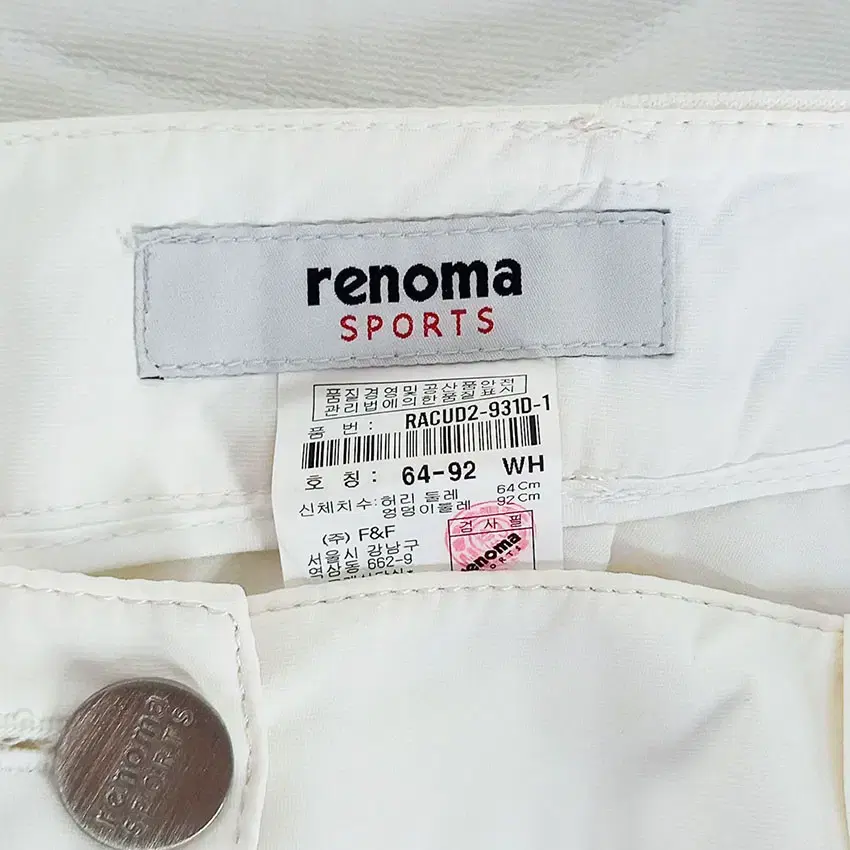 renoma
SPORTS
품질경영및공산품안전
관리법에의한품질표시
품 번 : RACUD2-931D-1
호 칭 : 64-92 WH
신체치수:허리 둘레 64Cm
엉덩이둘레 92Cm
(주) F&F
서울시 강남구
역삼동 662-9
검 사 필
renoma
SPORTS
renoma
SPORTS